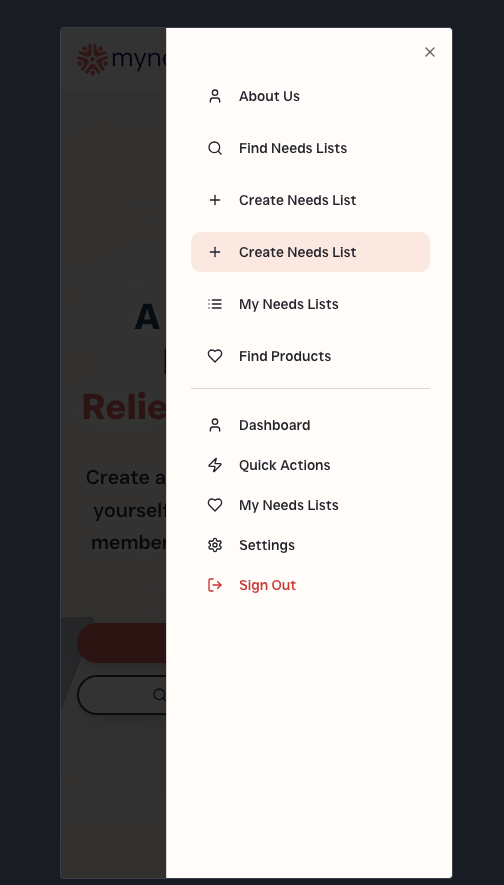 myne
About Us
Find Needs Lists
Create Needs List
Create Needs List
A
My Needs Lists
Find Products
Relie
Dashboard
Quick Actions
Create a
yourself
My Needs Lists
member
Settings
Sign Out